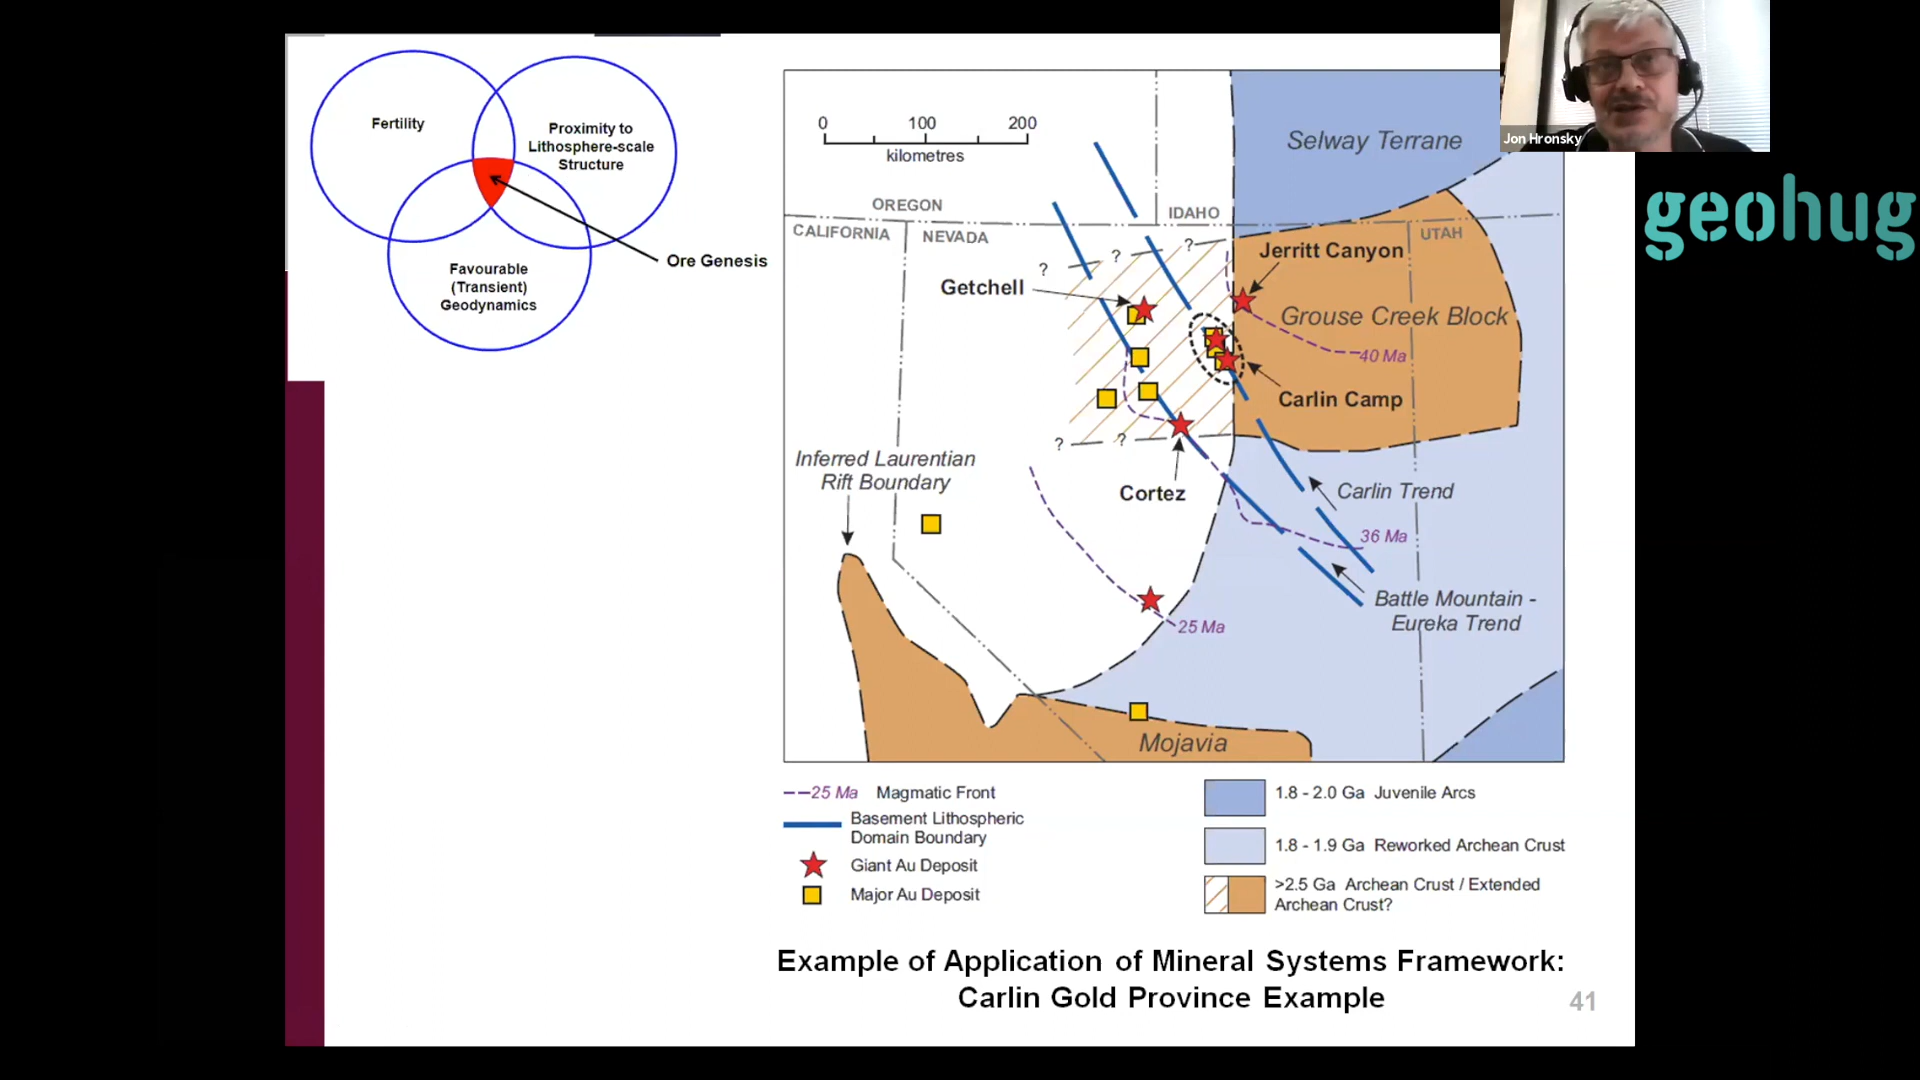 Fertility
Proximity to
Lithosphere-scale
Structure
Favourable
(Transient)
Geodynamics
Ore Genesis
0 100 200
kilometres
OREGON
IDAHO
CALIFORNIA
NEVADA
UTAH
Selway Terrane
Jerritt Canyon
Getchell
Grouse Creek Block
40 Ma
Carlin Camp
Cortez
Inferred Laurentian
Rift Boundary
Carlin Trend
36 Ma
Battle Mountain -
Eureka Trend
25 Ma
Mojavia
? ? ?
? ?
25 Ma Magmatic Front
Basement Lithospheric
Domain Boundary
Giant Au Deposit
Major Au Deposit
1.8 - 2.0 Ga Juvenile Arcs
1.8 - 1.9 Ga Reworked Archean Crust
>2.5 Ga Archean Crust / Extended
Archean Crust?
Example of Application of Mineral Systems Framework:
Carlin Gold Province Example
41
Jon Hronsky
geohug